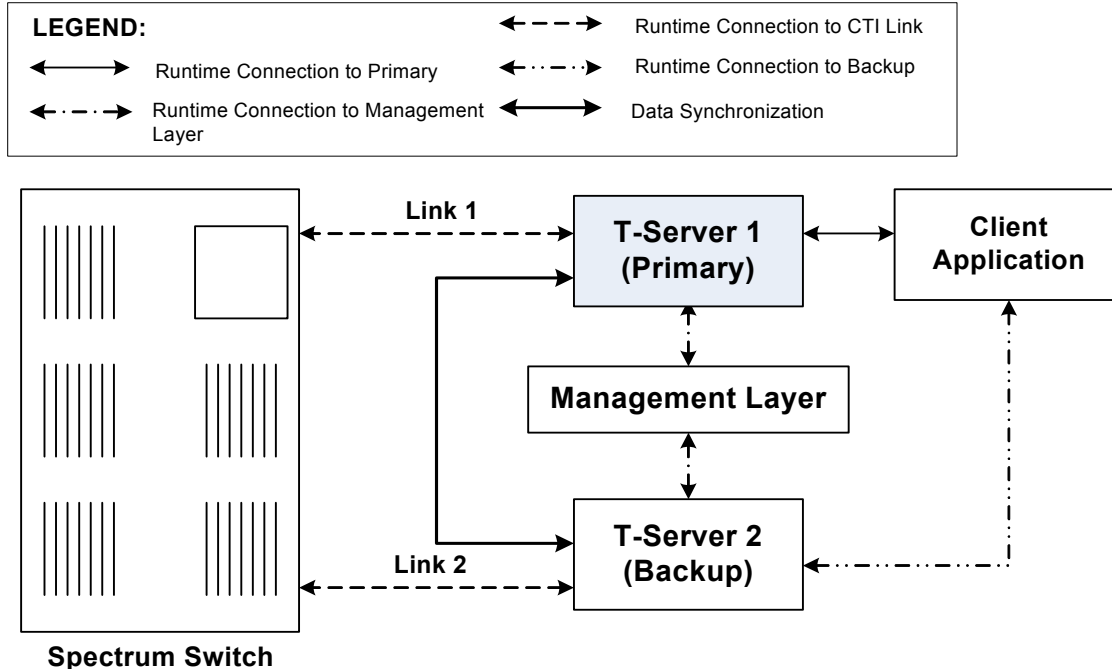 LEGEND:
Runtime Connection to Primary
Runtime Connection to Management
Layer
Runtime Connection to CTI Link
Runtime Connection to Backup
Data Synchronization
Link 1
T-Server 1
(Primary)
Client
Application
Management Layer
T-Server 2
(Backup)
Link 2
Spectrum Switch